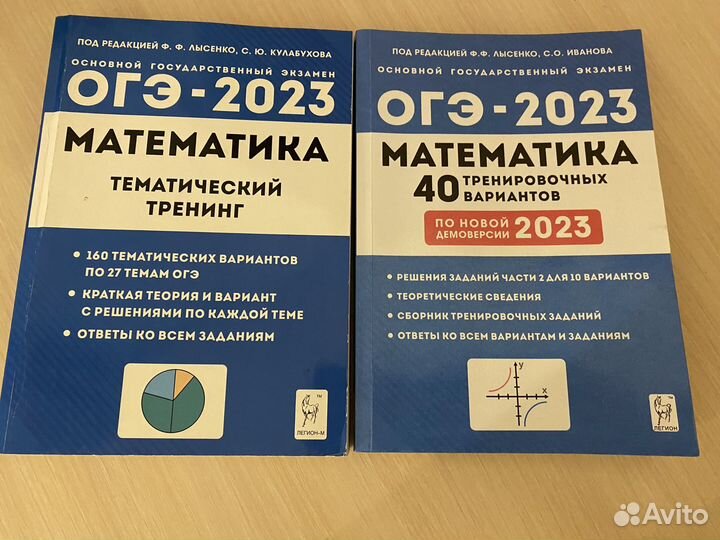 ПОД РЕДАКЦИЕЙ Ф. Ф. ЛЫСЕНКО, С. Ю. КУЛАБУХОВА
ОСНОВНОЙ ГОСУДАРСТВЕННЫЙ ЭКЗАМЕН
ОГЭ-2023
МАТЕМАТИКА
ТЕМАТИЧЕСКИЙ
ТРЕНИНГ
• 160 ТЕМАТИЧЕСКИХ ВАРИАНТОВ
ПО 27 ТЕМАМ ОГЭ
• КРАТКАЯ ТЕОРИЯ И ВАРИАНТ
С РЕШЕНИЯМИ ПО КАЖДОЙ ТЕМЕ
• ОТВЕТЫ КО ВСЕМ ЗАДАНИЯМ
TM
ЛЕГИОН-М
ПОД РЕДАКЦИЕЙ Ф.Ф. ЛЫСЕНКО, С.О. ИВАНОВА
ОСНОВНОЙ ГОСУДАРСТВЕННЫЙ ЭКЗАМЕН
ОГЭ-2023
МАТЕМАТИКА
40 ТРЕНИРОВОЧНЫХ
ВАРИАНТОВ
ПО НОВОЙ
ДЕМОВЕРСИИ 2023
• РЕШЕНИЯ ЗАДАНИЙ ЧАСТИ 2 ДЛЯ 10 ВАРИАНТОВ
• ТЕОРЕТИЧЕСКИЕ СВЕДЕНИЯ
• СБОРНИК ТРЕНИРОВОЧНЫХ ЗАДАНИЙ
• ОТВЕТЫ КО ВСЕМ ВАРИАНТАМ И ЗАДАНИЯМ
y
x
TM
ЛЕГИОН
Avito